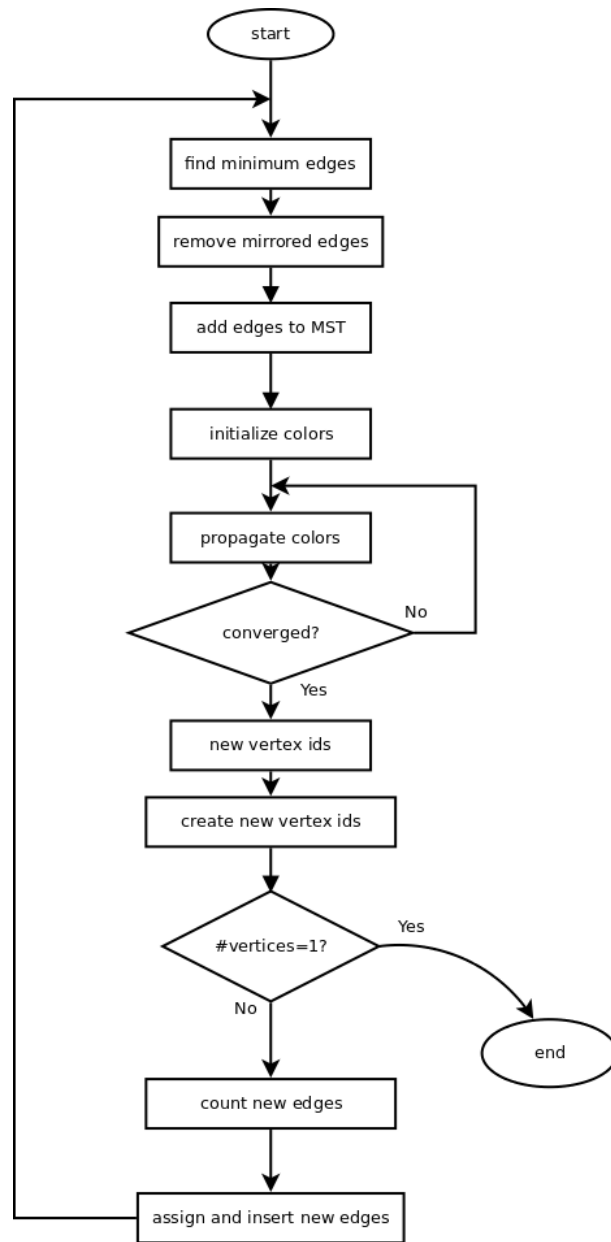 start
find minimum edges
remove mirrored edges
add edges to MST
initialize colors
propagate colors
converged?
No
Yes
new vertex ids
create new vertex ids
#vertices=1?
Yes
No
end
count new edges
assign and insert new edges